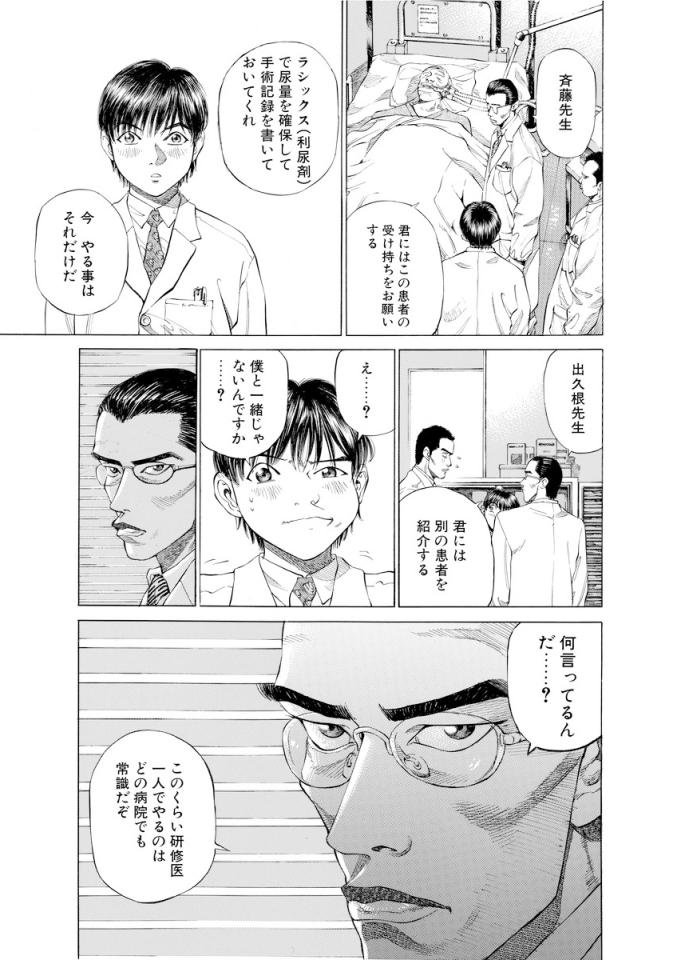 斉藤先生
君にはこの患者の
受け持ちをお願い
する
ラシックス(利尿剤)
で尿量を確保して
手術記録を書いて
おいてくれ
今 やる事は
それだけだ
出久根先生
君には
別の患者を
紹介する
え……?
僕と一緒じゃ
ないんですか
……?
何言ってるん
だ……?
このくらい研修医
一人でやるのは
どの病院でも
常識だぞ